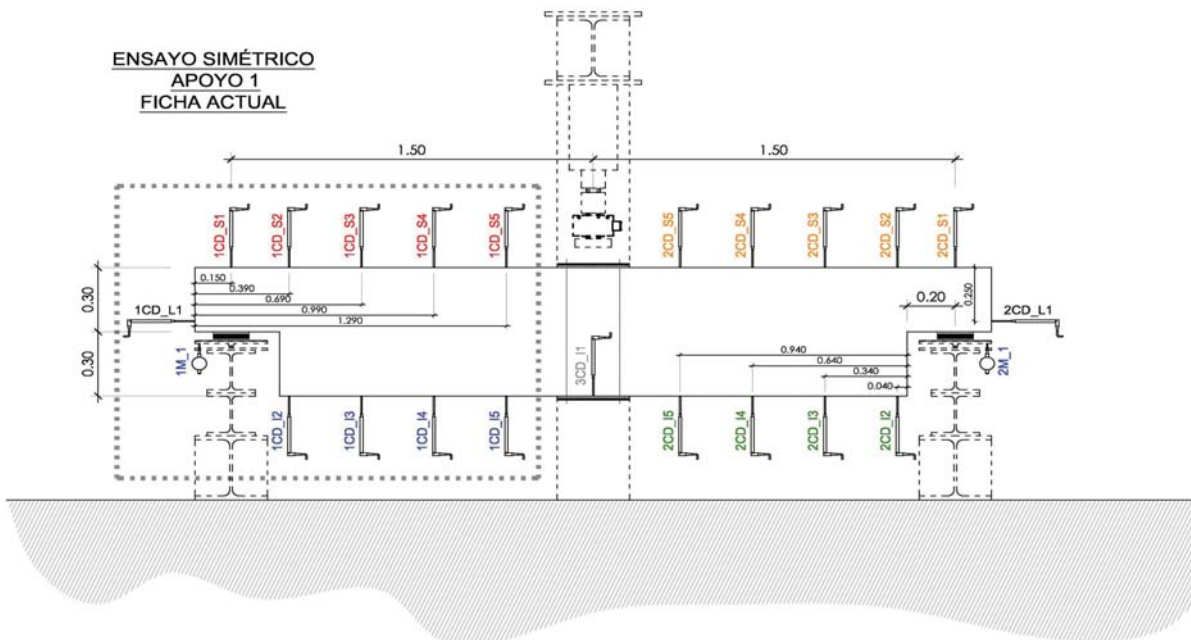 ENSAYO SIMÉTRICO
APOYO 1
FICHA ACTUAL
1.50
1.50
1CD_S1
1CD_S2
1CD_S3
1CD_S4
1CD_S5
2CD_S5
2CD_S4
2CD_S3
2CD_S2
2CD_S1
0.30
0.150
0.390
0.690
0.990
1.290
0.20
0.250
1CD_L1
2CD_L1
0.30
1M_1
3CD_I1
0.940
0.640
0.340
0.040
2M_1
1CD_I2
1CD_I3
1CD_I4
1CD_I5
2CD_I5
2CD_I4
2CD_I3
2CD_I2